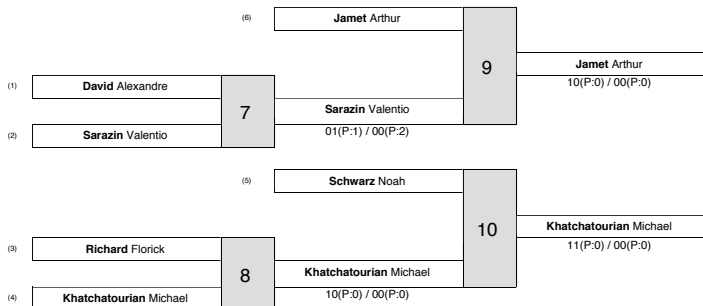 (6) Jamet Arthur
9
Jamet Arthur
10(P:0) / 00(P:0)
(1) David Alexandre
7
Sarazin Valentio
01(P:1) / 00(P:2)
(2) Sarazin Valentio
(5) Schwarz Noah
10
Khatchatourian Michael
11(P:0) / 00(P:0)
(3) Richard Florick
8
Khatchatourian Michael
10(P:0) / 00(P:0)
(4) Khatchatourian Michael